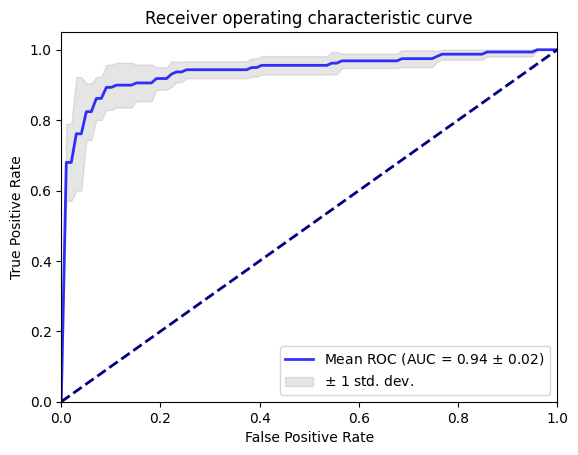 Receiver operating characteristic curve
True Positive Rate
1.0
0.8
0.6
0.4
0.2
0.0
Mean ROC (AUC = 0.94 ± 0.02)
± 1 std. dev.
0.0 0.2 0.4 0.6 0.8 1.0
False Positive Rate